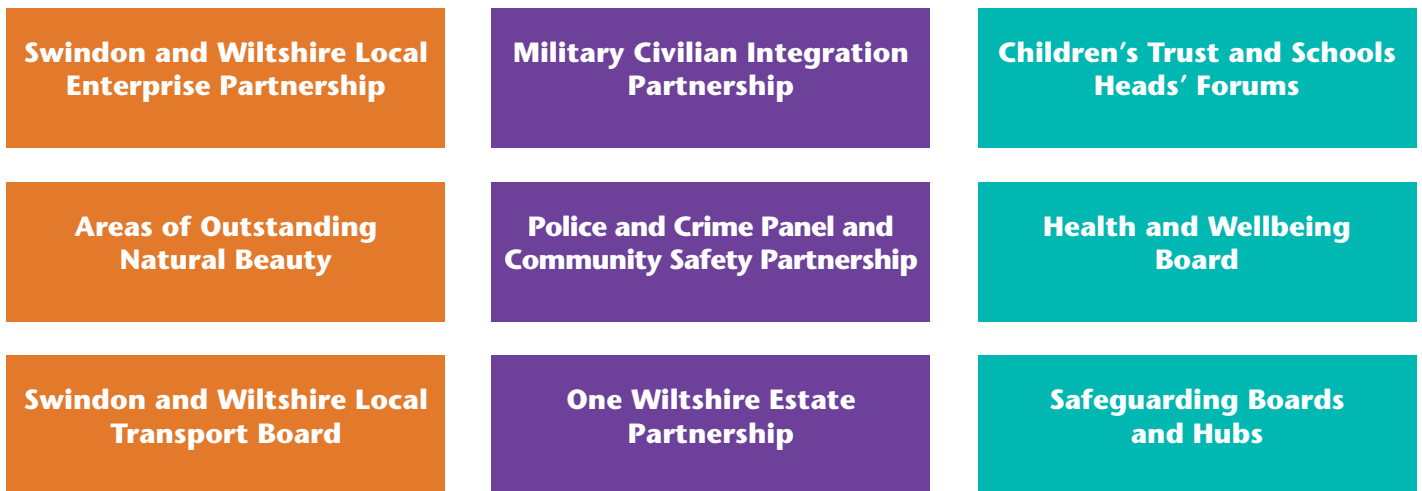 Swindon and Wiltshire Local
Enterprise Partnership
Military Civilian Integration
Partnership
Children’s Trust and Schools
Heads’ Forums
Areas of Outstanding
Natural Beauty
Police and Crime Panel and
Community Safety Partnership
Health and Wellbeing
Board
Swindon and Wiltshire Local
Transport Board
One Wiltshire Estate
Partnership
Safeguarding Boards
and Hubs